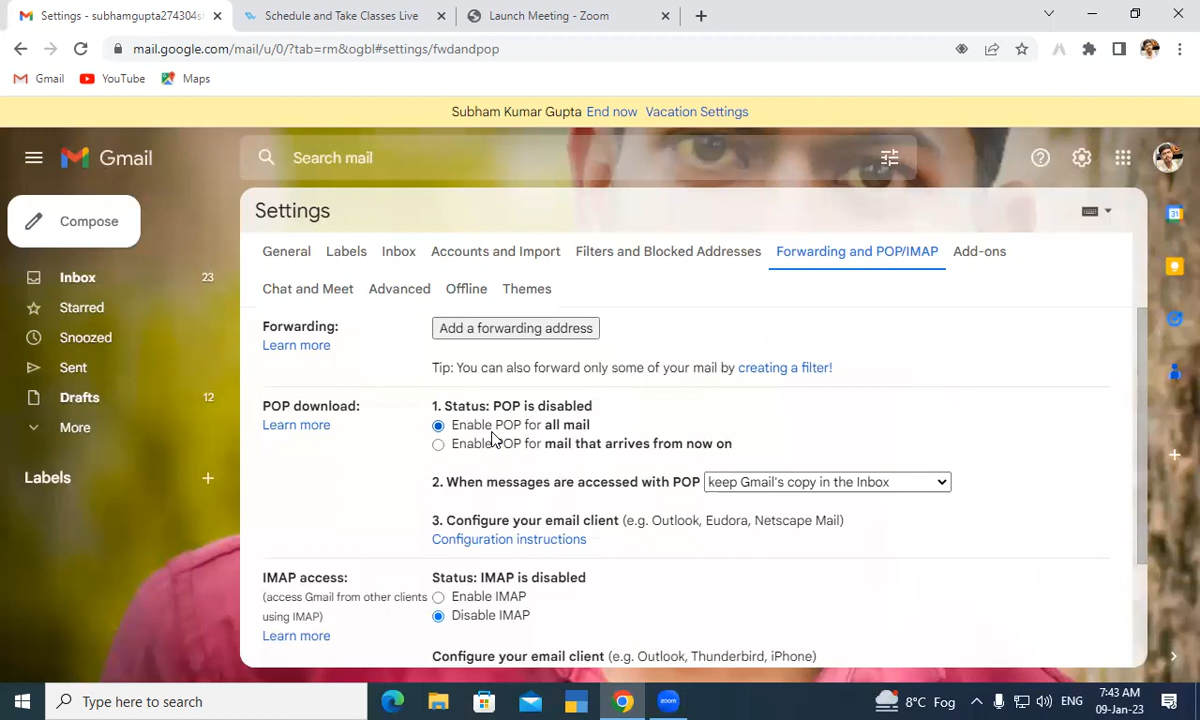 Settings - subhamgupta274304s
Schedule and Take Classes Live
Launch Meeting - Zoom
mail.google.com/mail/u/0/?tab=rm&ogbl#settings/fwdandpop
Gmail
YouTube
Maps
Subham Kumar Gupta End now Vacation Settings
Gmail
Search mail
Compose
Inbox 23
Starred
Snoozed
Sent
Drafts 12
More
Labels
Settings
General
Labels
Inbox
Accounts and Import
Filters and Blocked Addresses
Forwarding and POP/IMAP
Add-ons
Chat and Meet
Advanced
Offline
Themes
Forwarding:
Learn more
Add a forwarding address
Tip: You can also forward only some of your mail by creating a filter!
POP download:
Learn more
1. Status: POP is disabled
Enable POP for all mail
Enable POP for mail that arrives from now on
2. When messages are accessed with POP keep Gmail's copy in the Inbox
3. Configure your email client (e.g. Outlook, Eudora, Netscape Mail)
Configuration instructions
IMAP access:
(access Gmail from other clients
using IMAP)
Learn more
Status: IMAP is disabled
Enable IMAP
Disable IMAP
Configure your email client (e.g. Outlook, Thunderbird, iPhone)
31
Type here to search
zoom
8°C Fog
ENG
7:43 AM
09-Jan-23